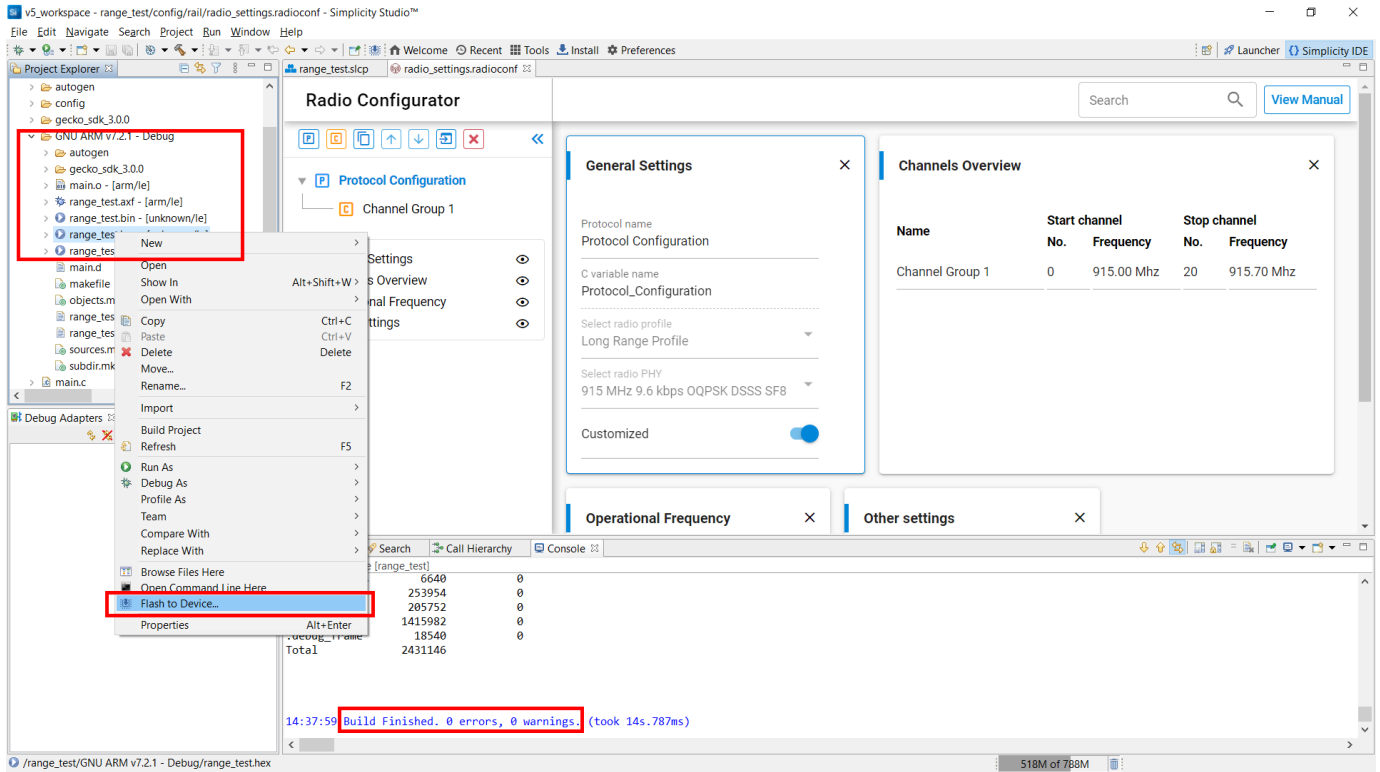 v5_workspace - range_test/config/rail/radio_settings.radioconf - Simplicity Studio™
File Edit Navigate Search Project Run Window Help
Welcome Recent Tools Install Preferences
Launcher Simplicity IDE
Project Explorer
autogen
config
gecko_sdk_3.0.0
GNU ARM v7.2.1 - Debug
autogen
gecko_sdk_3.0.0
main.o - [arm/le]
range_test.axf - [arm/le]
range_test.bin - [unknown/le]
range_test
range_tes
main.d
makefile
objects.m
range_tes
range_tes
sources.m
subdir.mk
main.c
Debug Adapters
New
Open
Show In Alt+Shift+W
Open With
Copy Ctrl+C
Paste Ctrl+V
Delete Delete
Move...
Rename... F2
Import
Build Project
Refresh F5
Run As
Debug As
Profile As
Team
Compare With
Replace With
Browse Files Here
Open Command Line Here
Flash to Device...
Properties Alt+Enter
range_test.slcp
radio_settings.radioconf
Radio Configurator
Search
View Manual
Protocol Configuration
Channel Group 1
Settings
s Overview
nal Frequency
ttings
General Settings
Protocol name
Protocol Configuration
C variable name
Protocol_Configuration
Select radio profile
Long Range Profile
Select radio PHY
915 MHz 9.6 kbps OQPSK DSSS SF8
Customized
Channels Overview
Start channel Stop channel
Name No. Frequency No. Frequency
Channel Group 1 0 915.00 Mhz 20 915.70 Mhz
Operational Frequency
Other settings
Search Call Hierarchy Console
[range_test]
6640 0
253954 0
205752 0
1415982 0
.debug_frame 18540 0
Total 2431146
14:37:59 Build Finished. 0 errors, 0 warnings. (took 14s.787ms)
/range_test/GNU ARM v7.2.1 - Debug/range_test.hex
518M of 788M